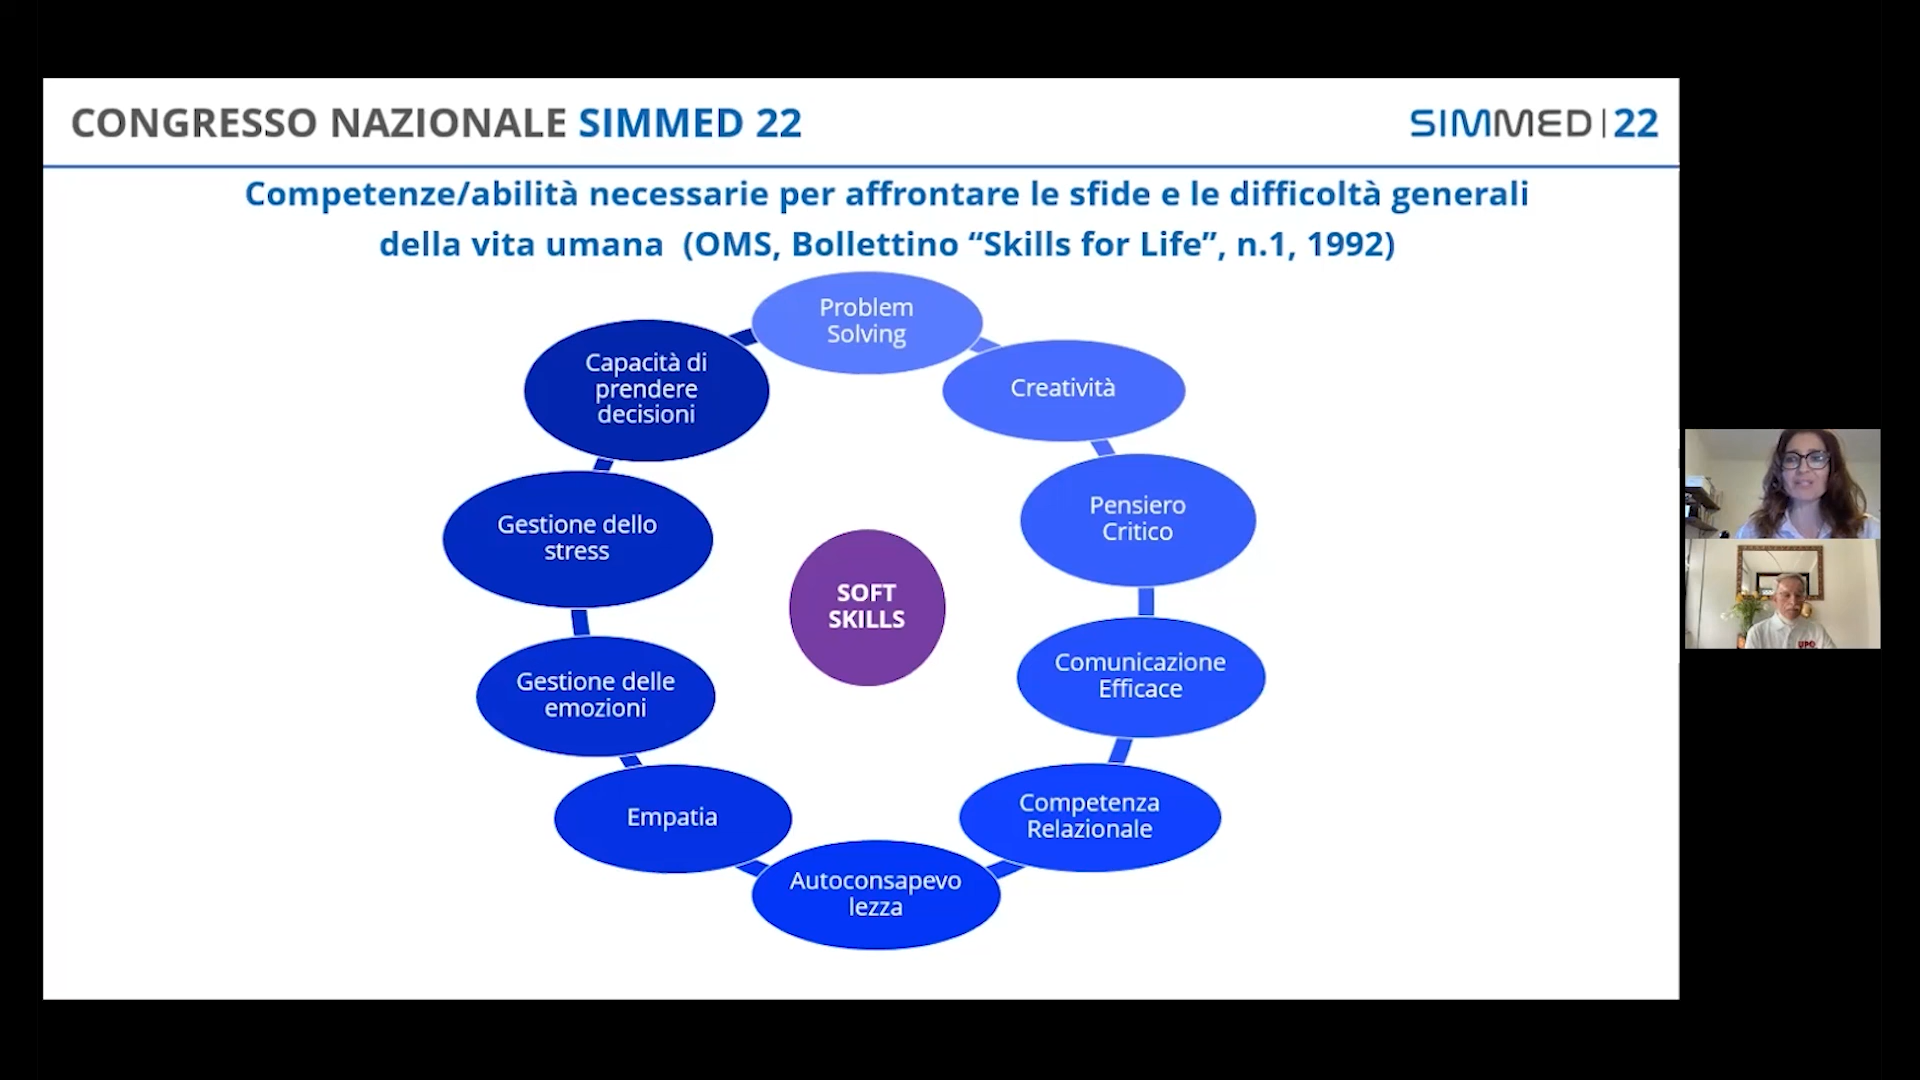 CONGRESSO NAZIONALE SIMMED 22
SIMMED|22
Competenze/abilità necessarie per affrontare le sfide e le difficoltà generali
della vita umana (OMS, Bollettino “Skills for Life”, n.1, 1992)
Problem
Solving
Creatività
Pensiero
Critico
Comunicazione
Efficace
Competenza
Relazionale
Autoconsapevo
lezza
Empatia
Gestione delle
emozioni
Gestione dello
stress
Capacità di
prendere
decisioni
SOFT
SKILLS
UPO